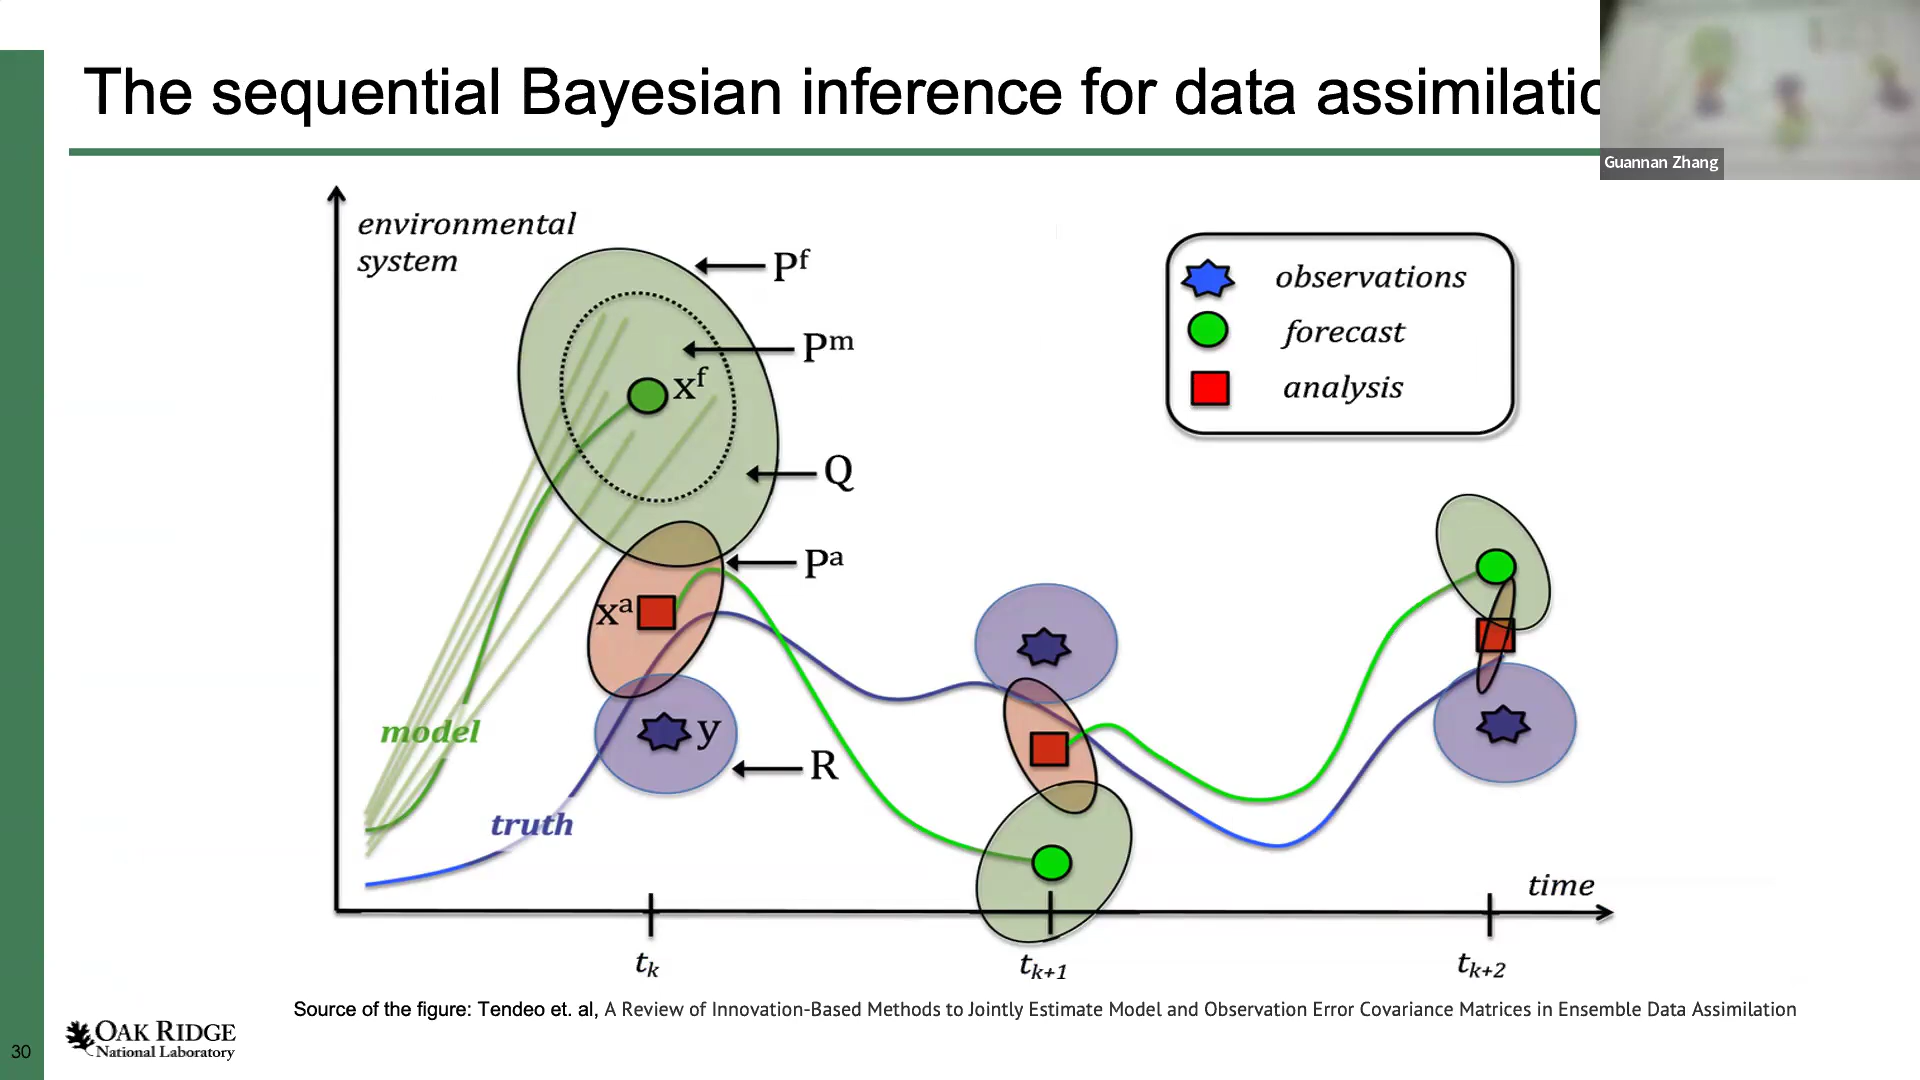 The sequential Bayesian inference for data assimilatio
Guannan Zhang
environmental
system
Pf
Pm
xf
Q
Pa
xa
y
R
model
truth
observations
forecast
analysis
time
tk
tk+1
tk+2
Source of the figure: Tendeo et. al, A Review of Innovation-Based Methods to Jointly Estimate Model and Observation Error Covariance Matrices in Ensemble Data Assimilation
30
OAK RIDGE
National Laboratory